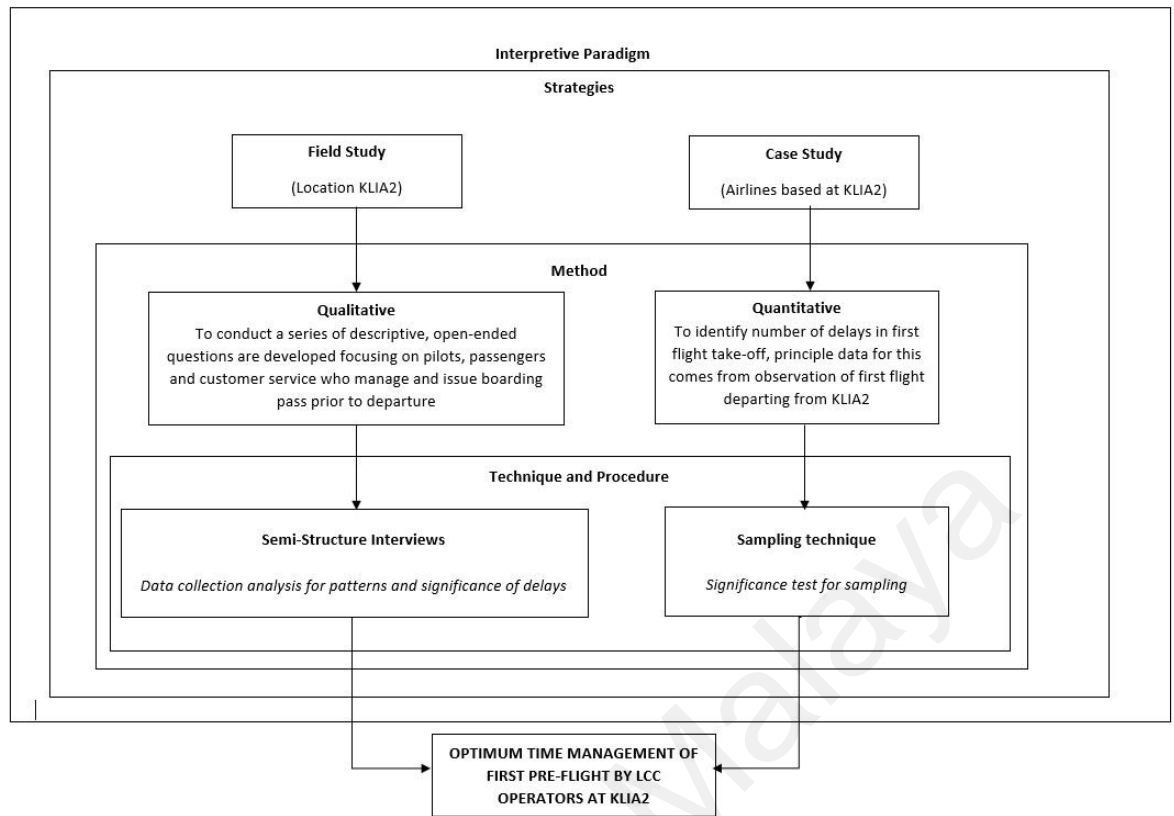 Interpretive Paradigm
Strategies
Field Study
(Location KLIA2)
Case Study
(Airlines based at KLIA2)
Method
Qualitative
To conduct a series of descriptive, open-ended
questions are developed focusing on pilots, passengers
and customer service who manage and issue boarding
pass prior to departure
Quantitative
To identify number of delays in first
flight take-off, principle data for this
comes from observation of first flight
departing from KLIA2
Technique and Procedure
Semi-Structure Interviews
Data collection analysis for patterns and significance of delays
Sampling technique
Significance test for sampling
OPTIMUM TIME MANAGEMENT OF
FIRST PRE-FLIGHT BY LCC
OPERATORS AT KLIA2
Malaya